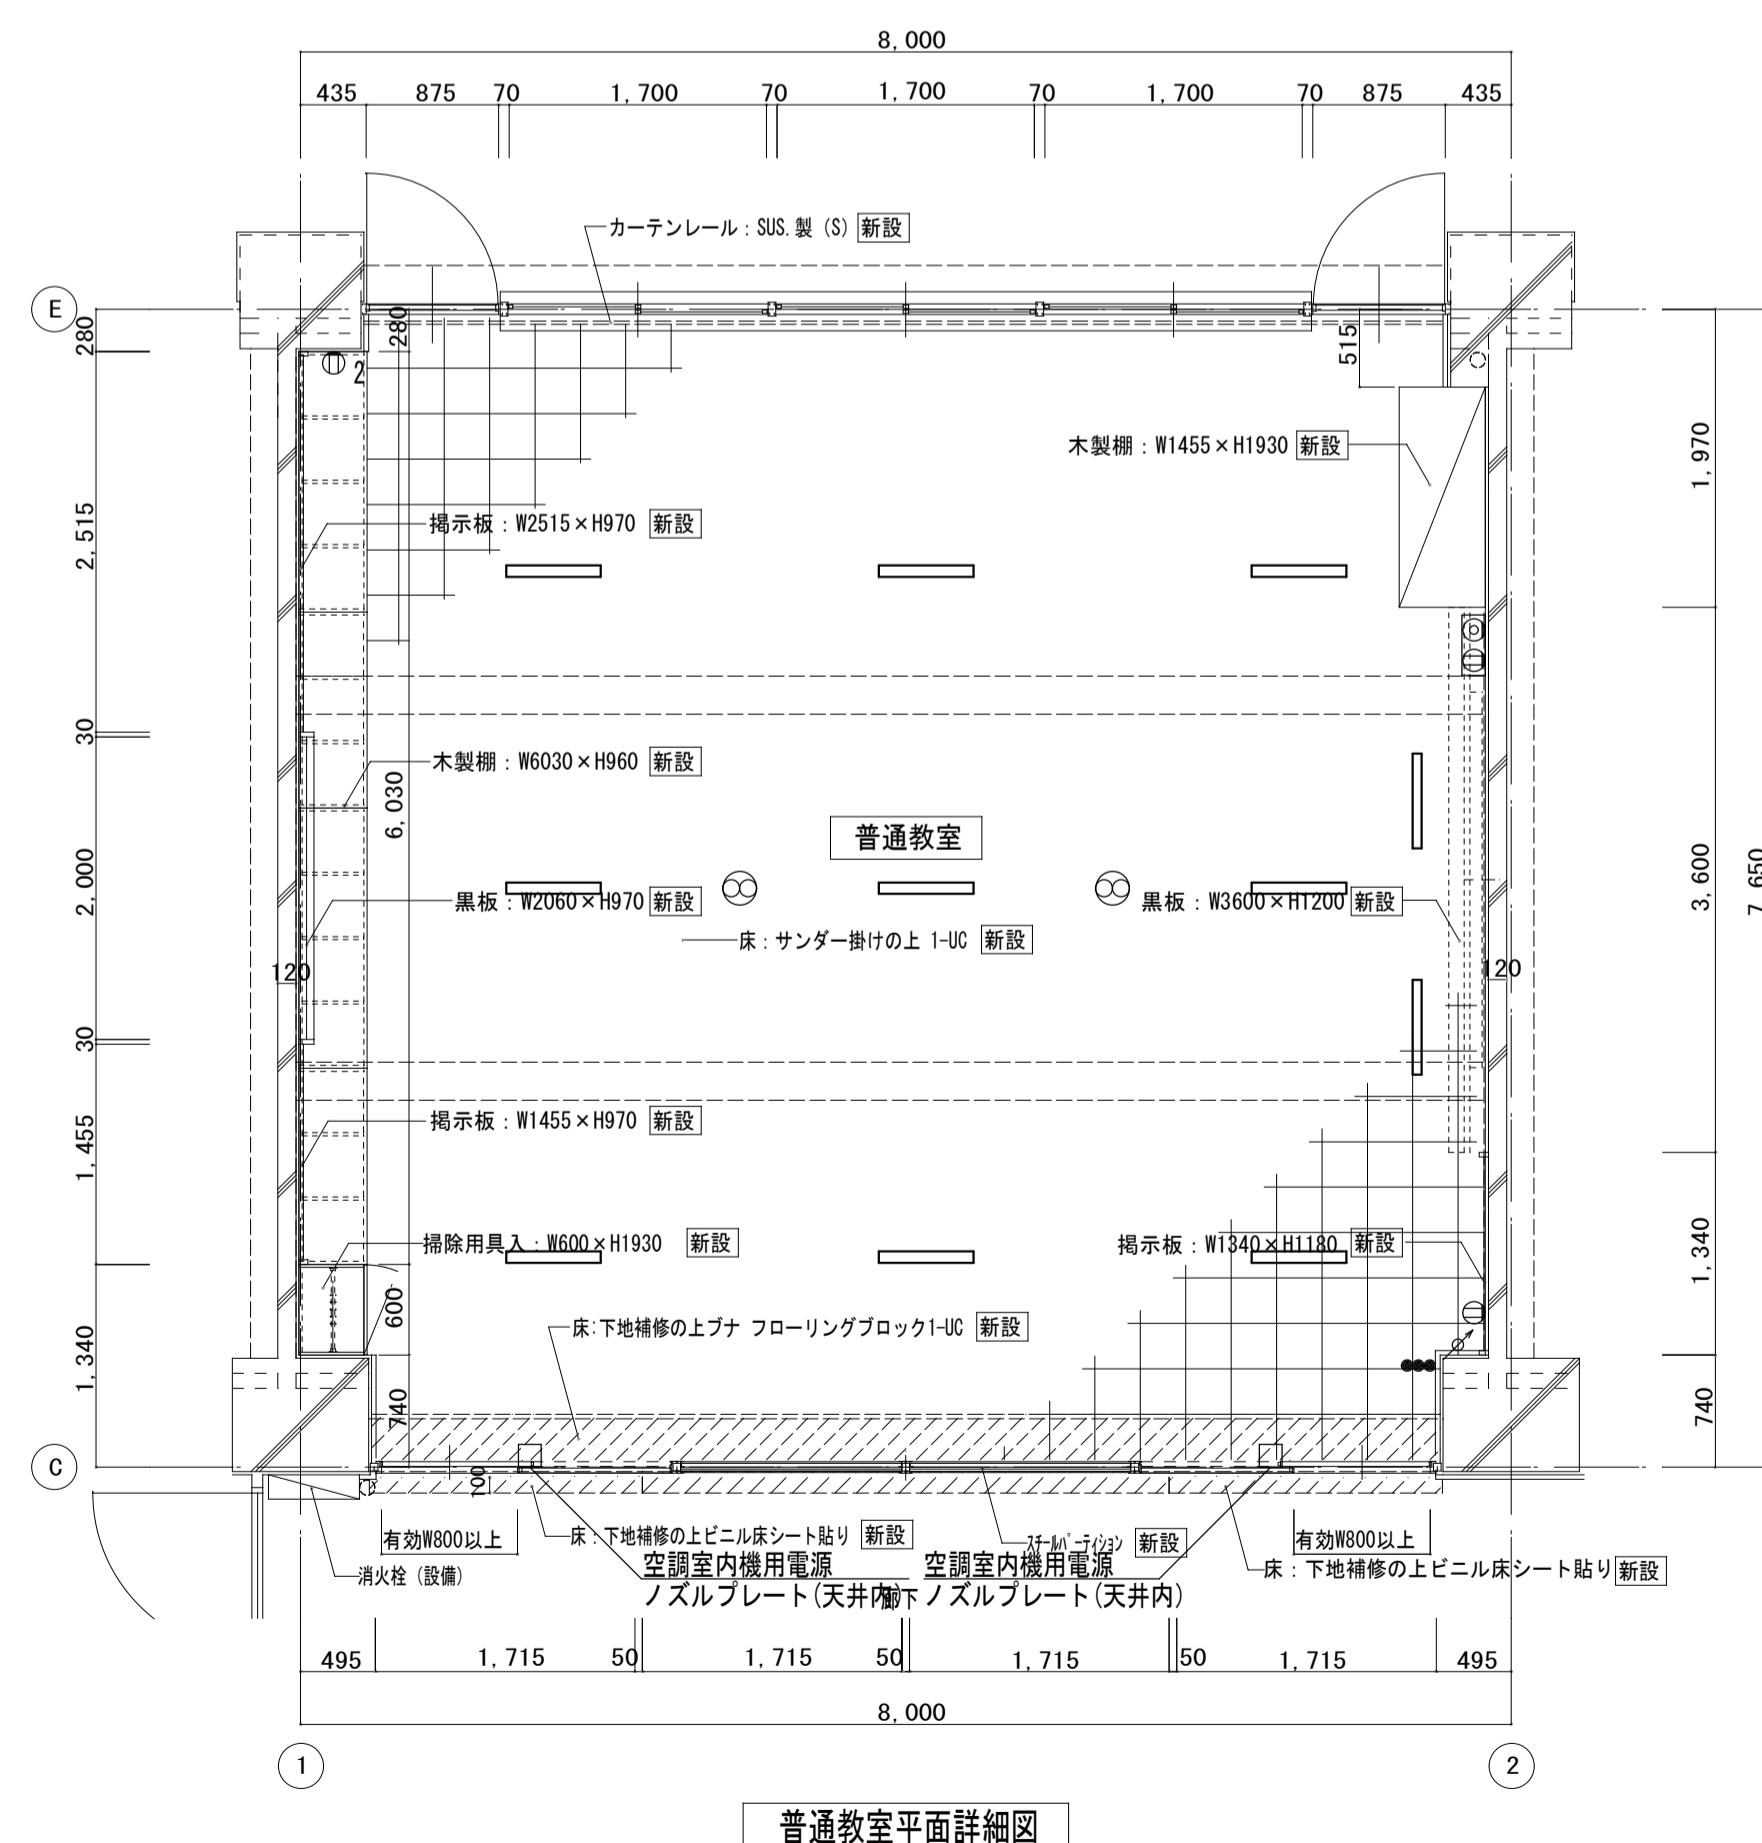 8,000
435 875 70 1,700 70 1,700 70 1,700 70 875 435
カーテンレール：SUS.製（S） 新設
E
280
280
515
2
木製棚：W1455×H1930 新設
1,970
掲示板：W2515×H970 新設
2,515
30
木製棚：W6030×H960 新設
6,030
普通教室
2,000
3,600
7,650
黒板：W2060×H970 新設
黒板：W3600×H1200 新設
床：サンダー掛けの上 1-UC 新設
120
120
30
掲示板：W1455×H970 新設
1,455
掃除用具入：W600×H1930 新設
掲示板：W1340×H1180 新設
1,340
600
床:下地補修の上ブナ フローリングブロック1-UC 新設
1,340
740
740
C
100
有効W800以上
床：下地補修の上ビニル床シート貼り 新設
スチールパーティション 新設
有効W800以上
消火栓（設備）
空調室内機用電源
ノズルプレート(天井内)
廊下
空調室内機用電源
ノズルプレート(天井内)
床：下地補修の上ビニル床シート貼り 新設
495 1,715 50 1,715 50 1,715 50 1,715 495
8,000
1
2
普通教室平面詳細図